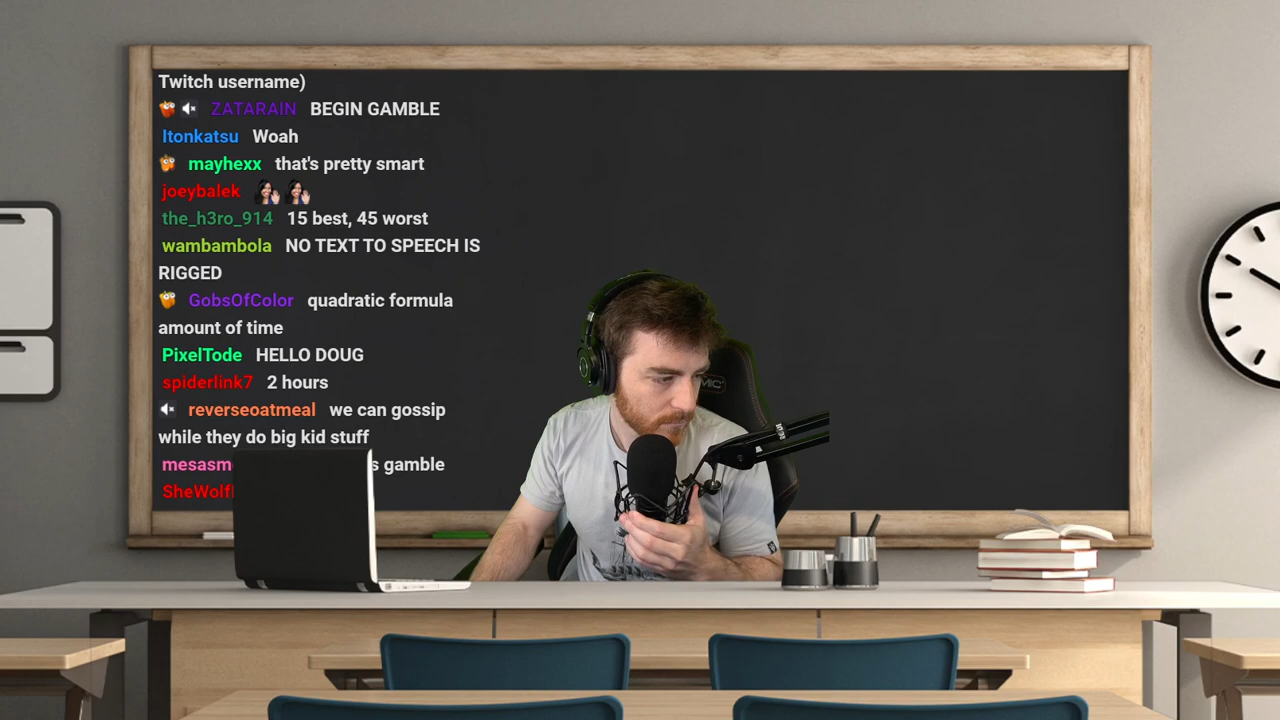 Twitch username)
ZATARAIN BEGIN GAMBLE
Itonkatsu Woah
mayhexx that's pretty smart
joeybalek
the_h3ro_914 15 best, 45 worst
wambambola NO TEXT TO SPEECH IS
RIGGED
GobsOfColor quadratic formula
amount of time
PixelTode HELLO DOUG
spiderlink7 2 hours
reverseoatmeal we can gossip
while they do big kid stuff
gamble